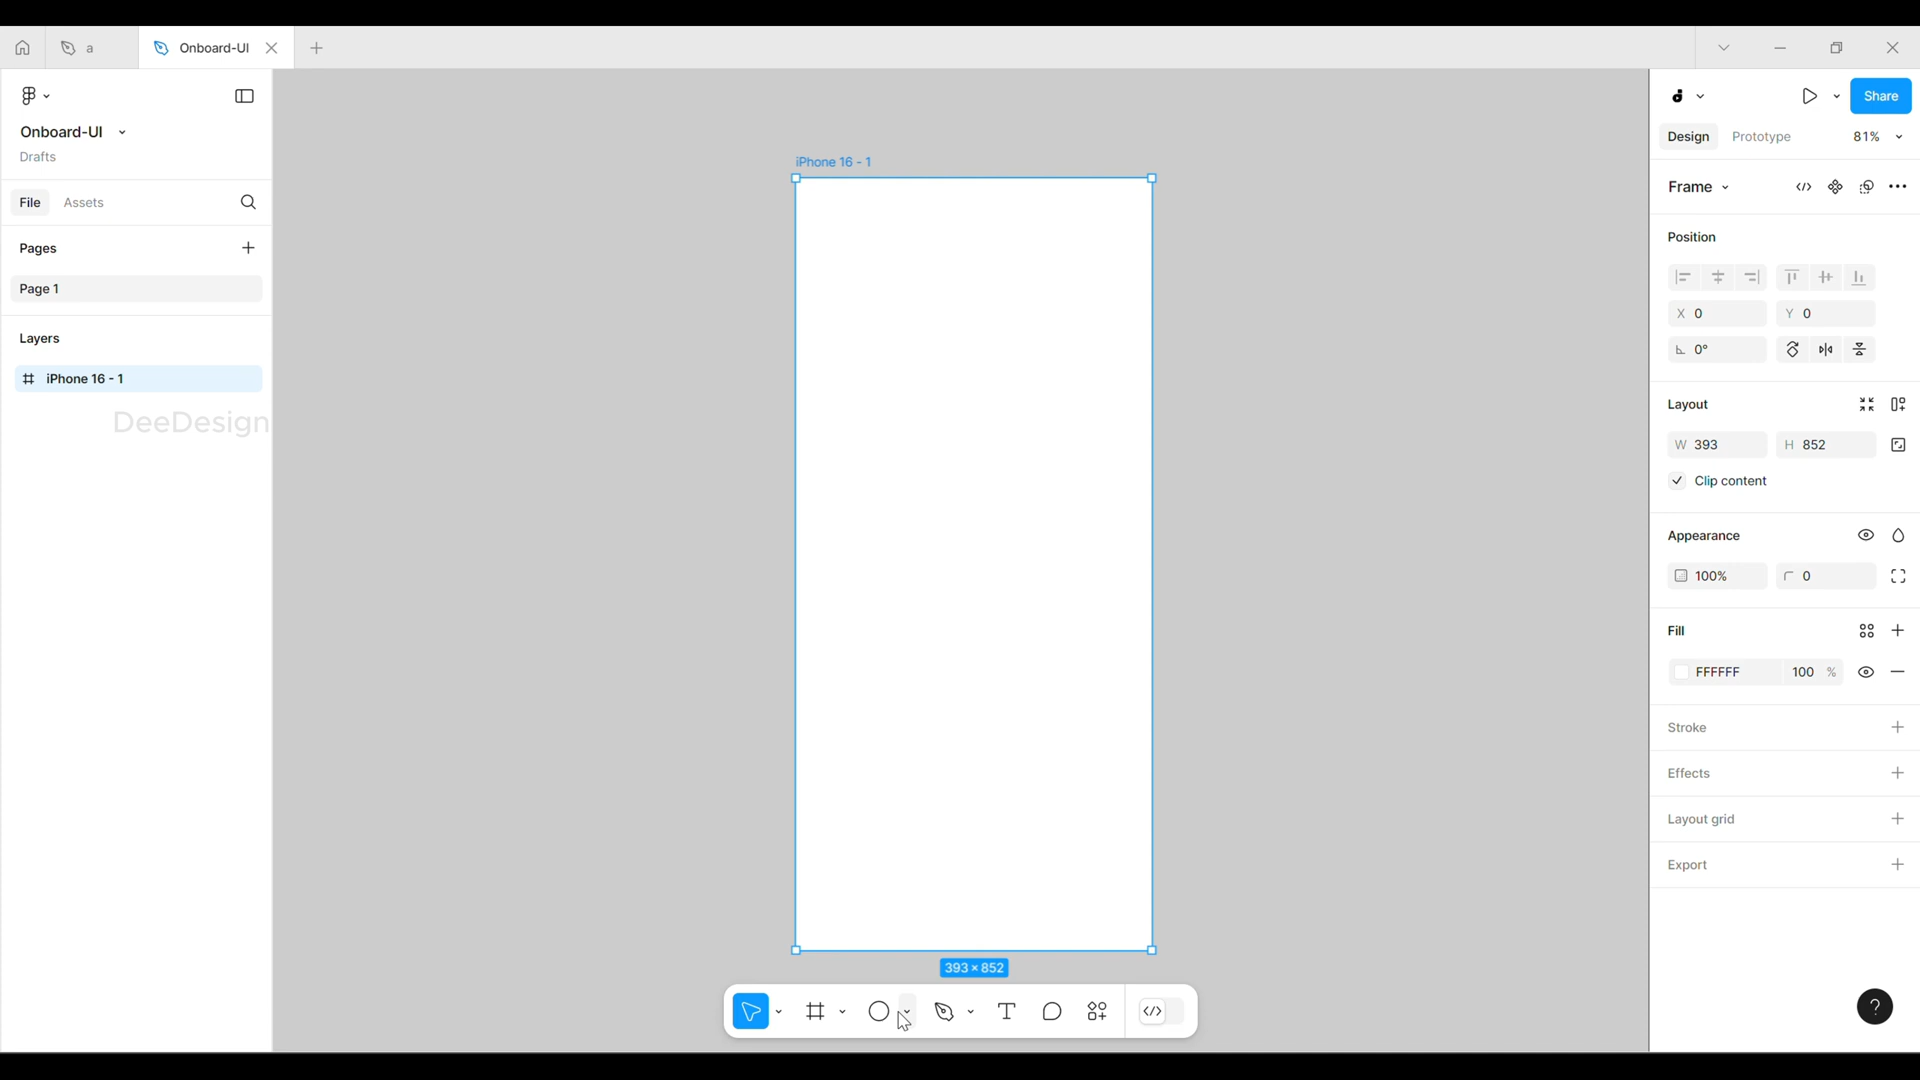 a
Onboard-UI
Share
Onboard-UI
Drafts
Design
Prototype
81%
File
Assets
Frame
Pages
Page 1
Position
X 0
Y 0
0°
Layers
iPhone 16 - 1
DeeDesign
iPhone 16 - 1
393 × 852
Layout
W 393
H 852
Clip content
Appearance
100%
0
Fill
FFFFFF
100 %
Stroke
Effects
Layout grid
Export
?